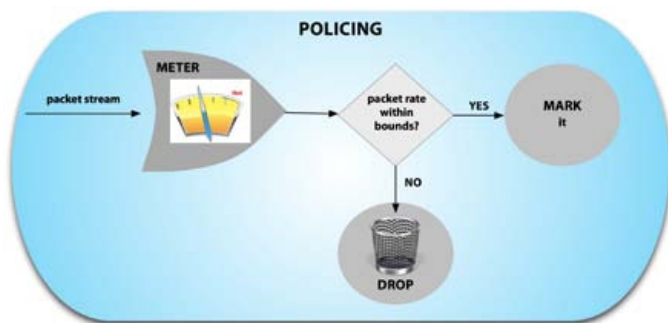 POLICING
METER
packet stream
packet rate
within
bounds?
YES
MARK
it
NO
DROP